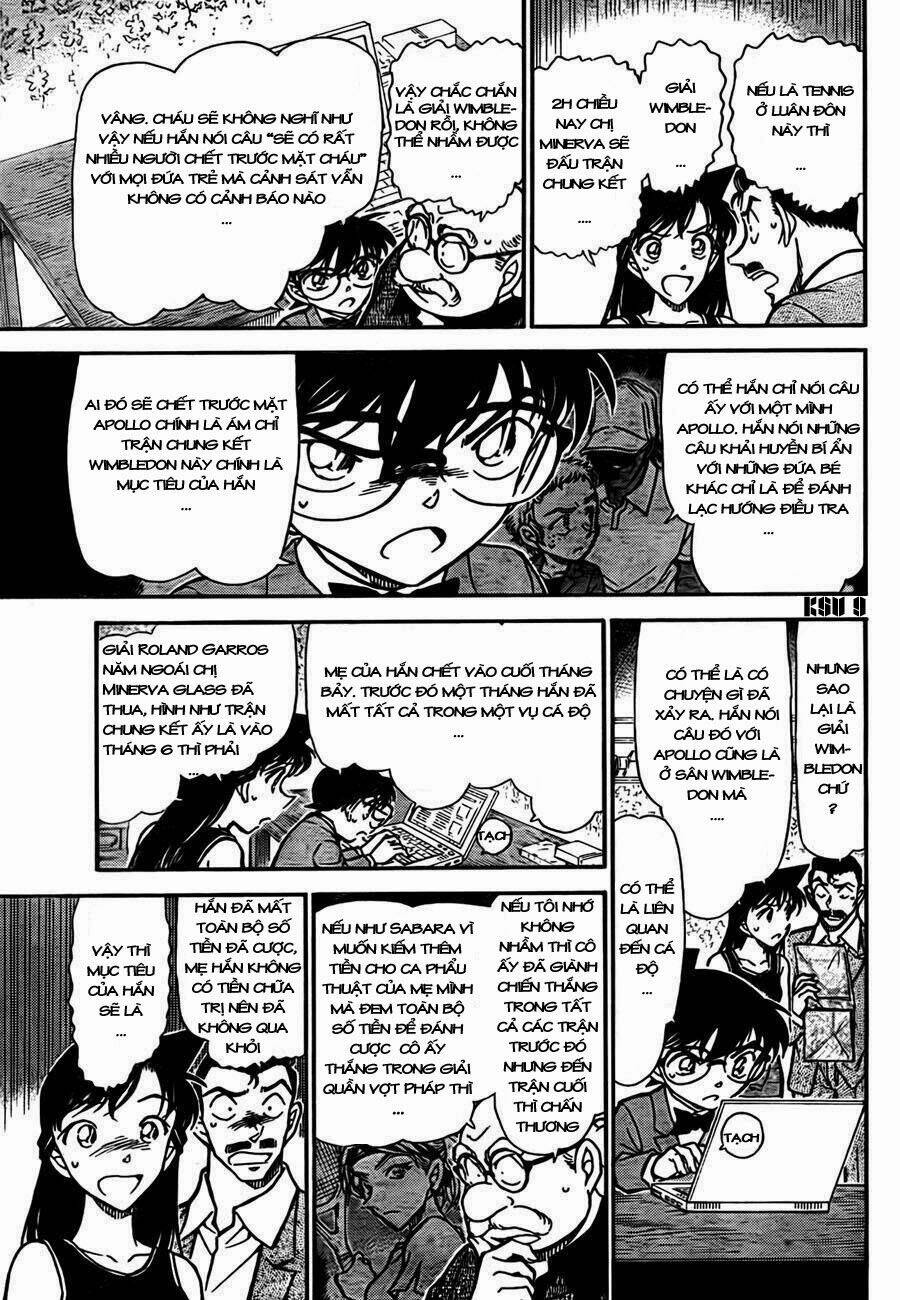 NẾU LÀ TENNIS
Ở LUÂN ĐÔN
NÀY THÌ
...
GIẢI
WIMBLE-
DON
...
2H CHIỀU
NAY CHỊ
MINERVA SẼ
ĐẤU TRẬN
CHUNG KẾT
....
VẬY CHẮC CHẮN
LÀ GIẢI WIMBLE-
DON RỒI, KHÔNG
THỂ NHẦM ĐƯỢC
...
VÂNG. CHÁU SẼ KHÔNG NGHĨ NHƯ
VẬY NẾU HẮN NÓI CÂU “SẼ CÓ RẤT
NHIỀU NGƯỜI CHẾT TRƯỚC MẶT CHÁU”
VỚI MỌI ĐỨA TRẺ MÀ CẢNH SÁT VẪN
KHÔNG CÓ CẢNH BÁO NÀO
...
CÓ THỂ HẮN CHỈ NÓI CÂU
ẤY VỚI MỘT MÌNH
APOLLO. HẮN NÓI NHỮNG
CÂU KHẢI HUYỀN BÍ ẨN
VỚI NHỮNG ĐỨA BÉ
KHÁC CHỈ LÀ ĐỂ ĐÁNH
LẠC HƯỚNG ĐIỀU TRA
...
AI ĐÓ SẼ CHẾT TRƯỚC MẶT
APOLLO CHÍNH LÀ ÁM CHỈ
TRẬN CHUNG KẾT
WIMBLEDON NÀY CHÍNH LÀ
MỤC TIÊU CỦA HẮN
...
KSV 9
NHƯNG
SAO
LẠI LÀ
GIẢI
WIM-
BLEDON
CHỨ
?
CÓ THỂ LÀ CÓ
CHUYỆN GÌ ĐÃ
XẢY RA. HẮN NÓI
CÂU ĐÓ VỚI
APOLLO CŨNG LÀ
Ở SÂN WIMBLE-
DON MÀ
....
CÓ THỂ
LÀ LIÊN
QUAN
ĐẾN CÁ
ĐỘ
...
TẠCH
MẸ CỦA HẮN CHẾT VÀO CUỐI THÁNG
BẢY. TRƯỚC ĐÓ MỘT THÁNG HẮN ĐÃ
MẤT TẤT CẢ TRONG MỘT VỤ CÁ ĐỘ
...
TẠCH
GIẢI ROLAND GARROS
NĂM NGOÁI CHỊ
MINERVA GLASS ĐÃ
THUA, HÌNH NHƯ TRẬN
CHUNG KẾT ẤY LÀ VÀO
THÁNG 6 THÌ PHẢI
...
NẾU TÔI NHỚ
KHÔNG
NHẦM THÌ CÔ
ẤY ĐÃ GIÀNH
CHIẾN THẮNG
TRONG TẤT
CẢ CÁC TRẬN
TRƯỚC ĐÓ
NHƯNG ĐẾN
TRẬN CUỐI
THÌ CHẤN
THƯƠNG
NẾU NHƯ SABARA VÌ
MUỐN KIẾM THÊM
TIỀN CHO CA PHẨU
THUẬT CỦA MẸ MÌNH
MÀ ĐEM TOÀN BỘ
SỐ TIỀN ĐỂ ĐÁNH
CƯỢC CÔ ẤY
THẮNG TRONG GIẢI
QUẦN VỢT PHÁP THÌ
...
HẮN ĐÃ MẤT
TOÀN BỘ SỐ
TIỀN ĐÃ CƯỢC,
MẸ HẮN KHÔNG
CÓ TIỀN CHỮA
TRỊ NÊN ĐÃ
KHÔNG QUA
KHỎI
VẬY THÌ
MỤC TIÊU
CỦA HẮN
SẼ LÀ
...